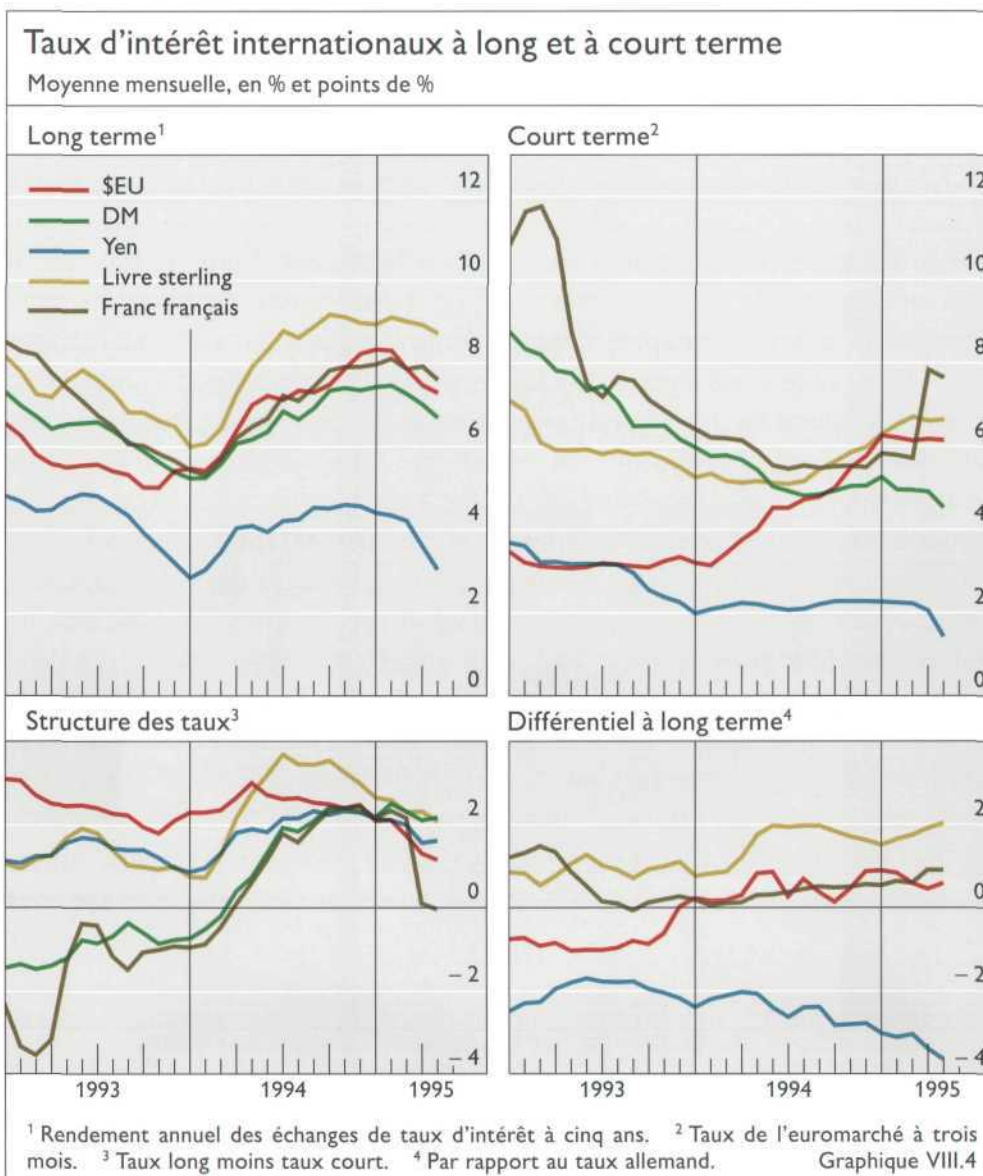 Taux d'intérêt internationaux à long et à court terme
Moyenne mensuelle, en % et points de %
Long terme¹
Court terme²
$EU
DM
Yen
Livre sterling
Franc français
12
10
8
6
4
2
0
12
10
8
6
4
2
0
Structure des taux³
Différentiel à long terme⁴
2
0
– 2
– 4
2
0
– 2
– 4
1993
1994
1995
1993
1994
1995
¹ Rendement annuel des échanges de taux d'intérêt à cinq ans. ² Taux de l'euromarché à trois
mois. ³ Taux long moins taux court. ⁴ Par rapport au taux allemand. Graphique VIII.4